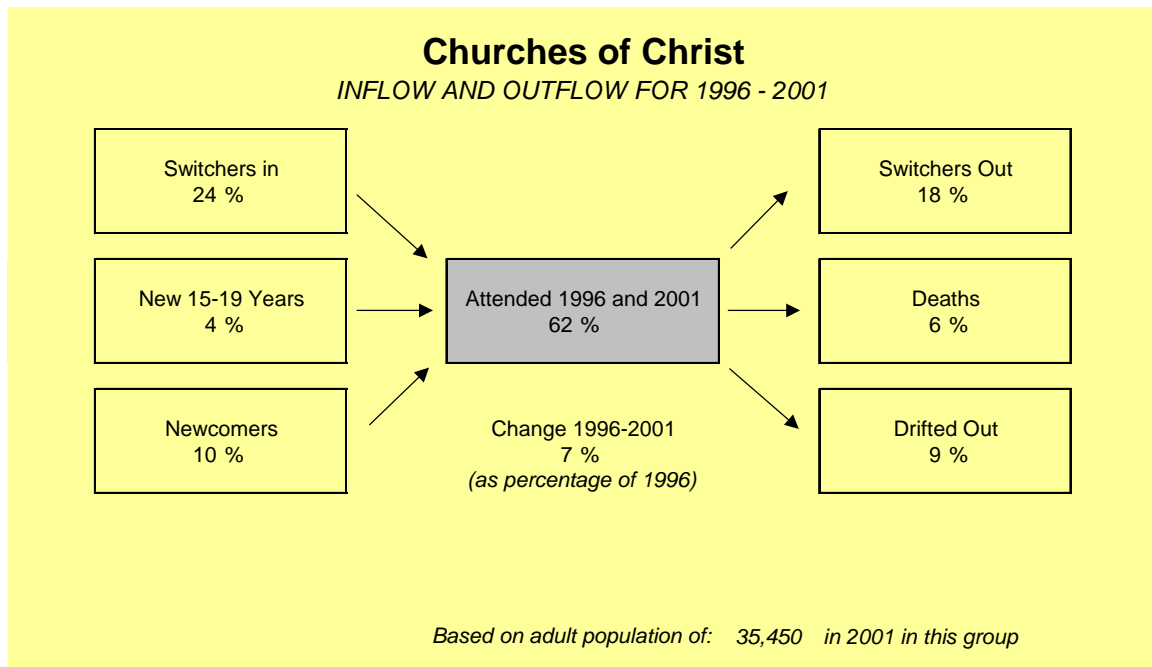 Churches of Christ
INFLOW AND OUTFLOW FOR 1996 - 2001
Switchers in
24 %
Switchers Out
18 %
New 15-19 Years
4 %
Attended 1996 and 2001
62 %
Deaths
6 %
Newcomers
10 %
Change 1996-2001
7 %
(as percentage of 1996)
Drifted Out
9 %
Based on adult population of: 35,450 in 2001 in this group